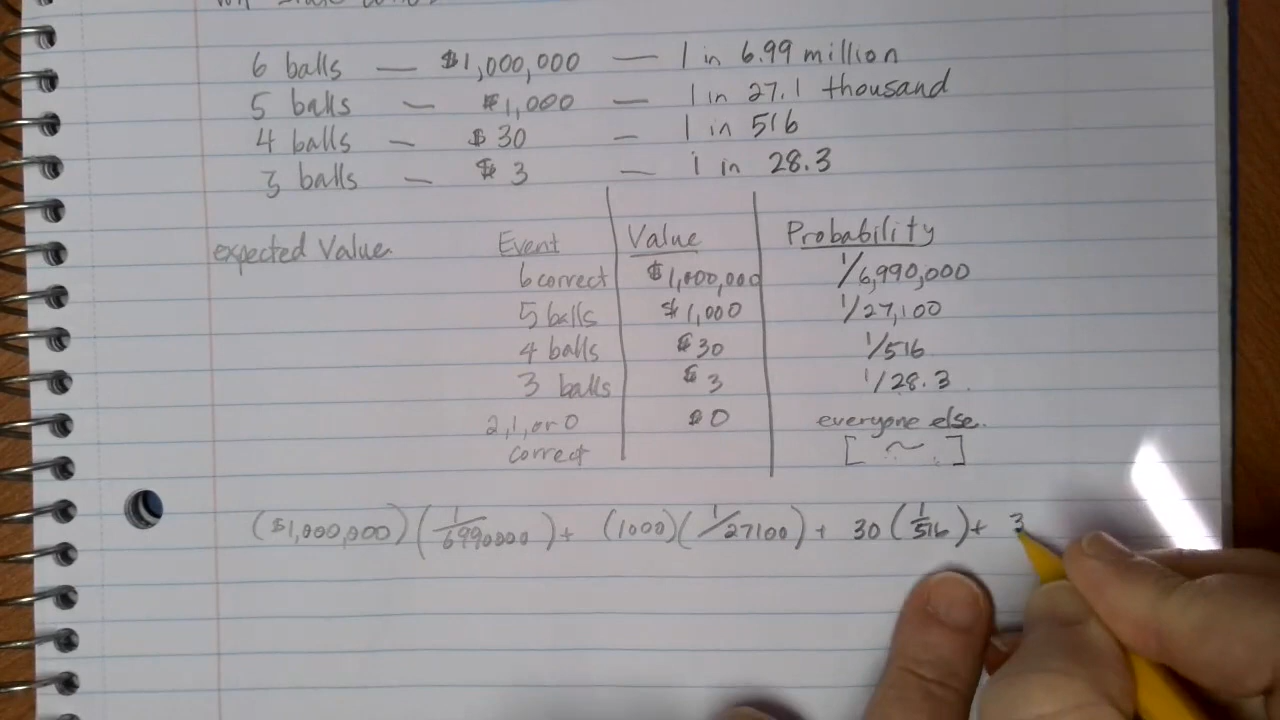 6 balls — $1,000,000 — 1 in 6.99 million
5 balls — $1,000 — 1 in 27.1 thousand
4 balls — $30 — 1 in 516
3 balls — $3 — 1 in 28.3
expected Value Event Value Probability
6 correct $1,000,000 1/6,990,000
5 balls $1,000 1/27,100
4 balls $30 1/516
3 balls $3 1/28.3
2,1,or 0 $0 everyone else.
correct [ ~ ]
($1,000,000)(1/6990000)+ (1000)(1/27100)+ 30(1/516)+ 3